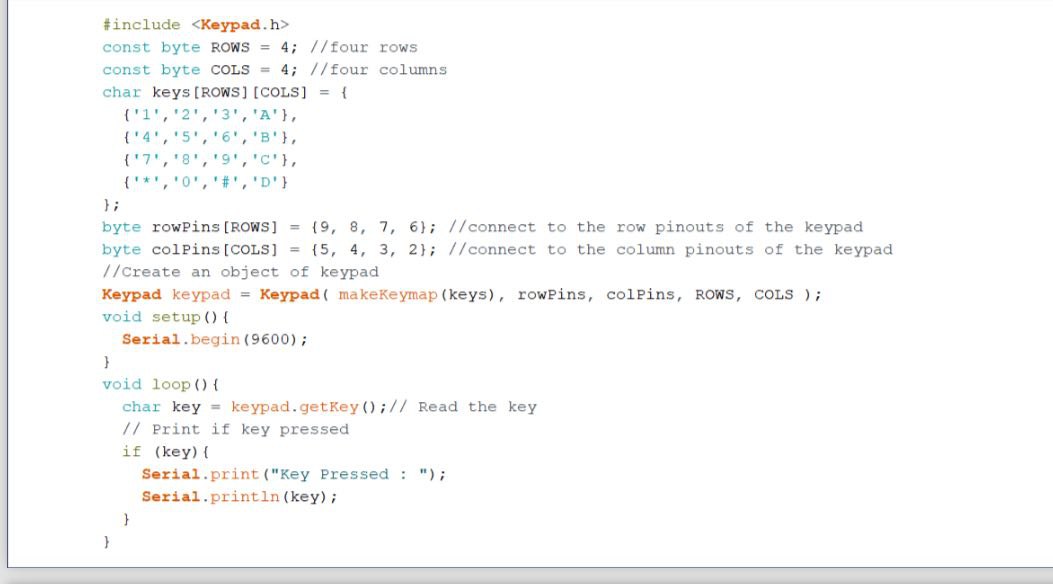 #include <Keypad.h>
const byte ROWS = 4; //four rows
const byte COLS = 4; //four columns
char keys[ROWS][COLS] = {
  {'1','2','3','A'},
  {'4','5','6','B'},
  {'7','8','9','C'},
  {'*','0','#','D'}
};
byte rowPins[ROWS] = {9, 8, 7, 6}; //connect to the row pinouts of the keypad
byte colPins[COLS] = {5, 4, 3, 2}; //connect to the column pinouts of the keypad
//Create an object of keypad
Keypad keypad = Keypad( makeKeymap(keys), rowPins, colPins, ROWS, COLS );
void setup(){
  Serial.begin(9600);
}
void loop(){
  char key = keypad.getKey();// Read the key
  // Print if key pressed
  if (key){
    Serial.print("Key Pressed : ");
    Serial.println(key);
  }
}